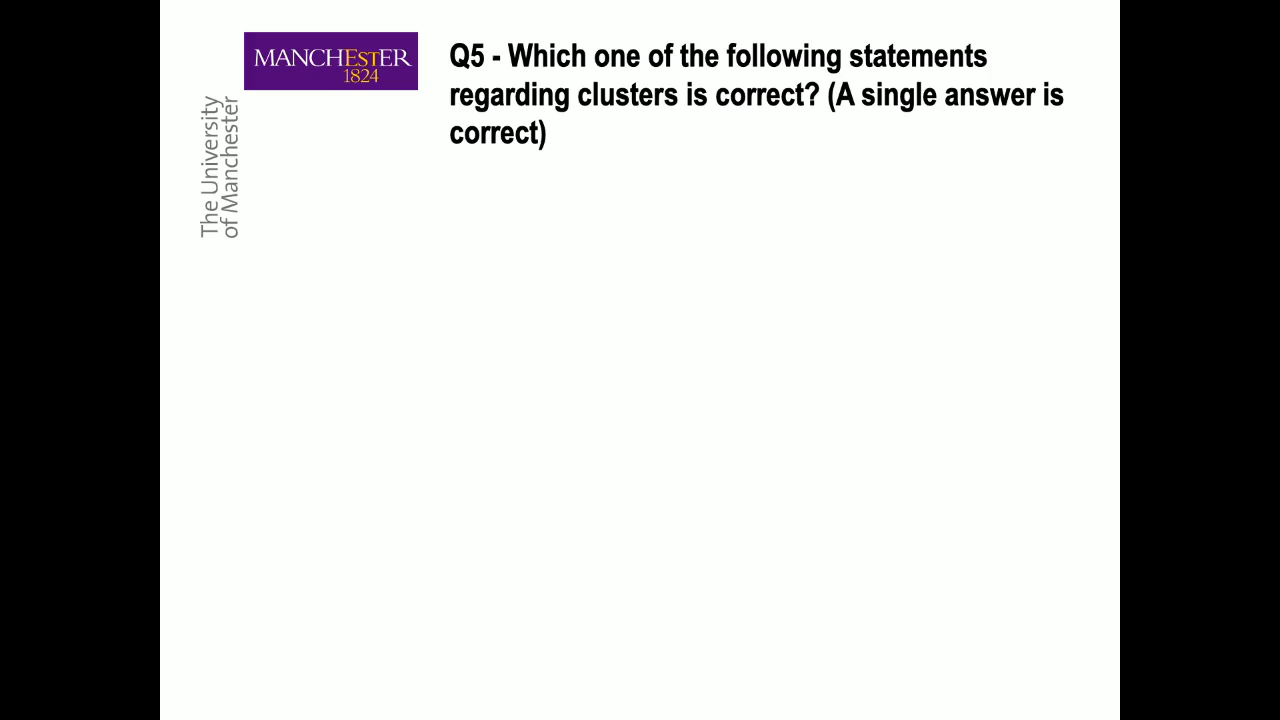 MANCHESTER
1824
The University
of Manchester
Q5 - Which one of the following statements
regarding clusters is correct? (A single answer is
correct)